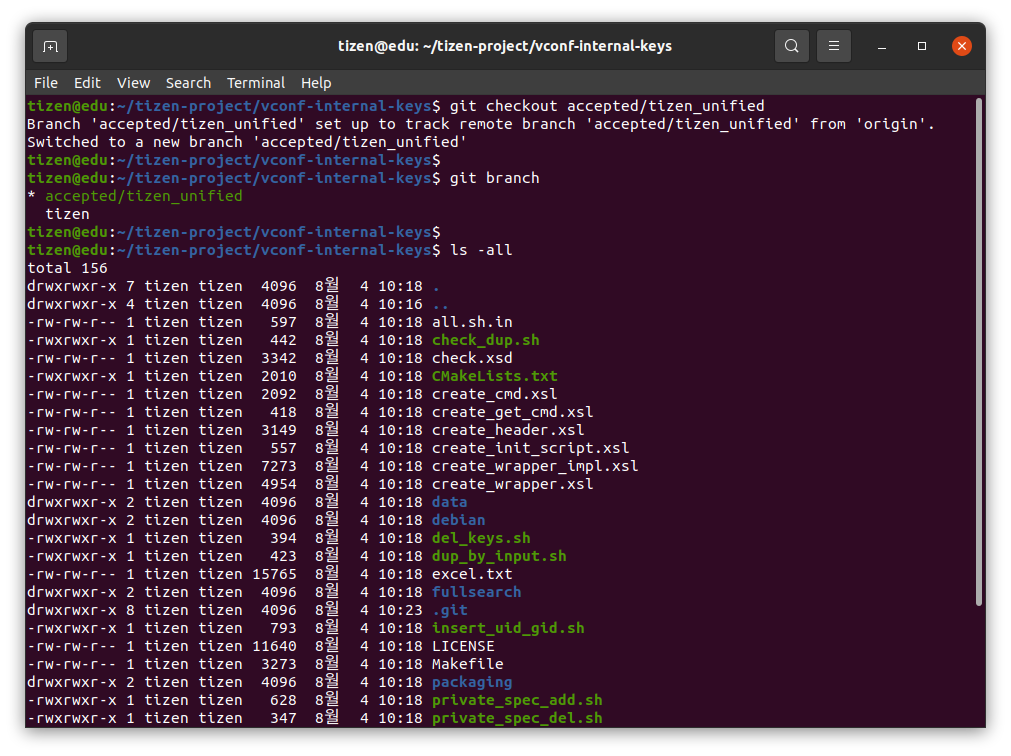 tizen@edu: ~/tizen-project/vconf-internal-keys
File Edit View Search Terminal Help
tizen@edu:~/tizen-project/vconf-internal-keys$ git checkout accepted/tizen_unified
Branch 'accepted/tizen_unified' set up to track remote branch 'accepted/tizen_unified' from 'origin'.
Switched to a new branch 'accepted/tizen_unified'
tizen@edu:~/tizen-project/vconf-internal-keys$
tizen@edu:~/tizen-project/vconf-internal-keys$ git branch
* accepted/tizen_unified
  tizen
tizen@edu:~/tizen-project/vconf-internal-keys$
tizen@edu:~/tizen-project/vconf-internal-keys$ ls -all
total 156
drwxrwxr-x 7 tizen tizen  4096  8월  4 10:18 .
drwxrwxr-x 4 tizen tizen  4096  8월  4 10:16 ..
-rw-rw-r-- 1 tizen tizen   597  8월  4 10:18 all.sh.in
-rwxrwxr-x 1 tizen tizen   442  8월  4 10:18 check_dup.sh
-rw-rw-r-- 1 tizen tizen  3342  8월  4 10:18 check.xsd
-rwxrwxr-x 1 tizen tizen  2010  8월  4 10:18 CMakeLists.txt
-rw-rw-r-- 1 tizen tizen  2092  8월  4 10:18 create_cmd.xsl
-rw-rw-r-- 1 tizen tizen   418  8월  4 10:18 create_get_cmd.xsl
-rw-rw-r-- 1 tizen tizen  3149  8월  4 10:18 create_header.xsl
-rw-rw-r-- 1 tizen tizen   557  8월  4 10:18 create_init_script.xsl
-rw-rw-r-- 1 tizen tizen  7273  8월  4 10:18 create_wrapper_impl.xsl
-rw-rw-r-- 1 tizen tizen  4954  8월  4 10:18 create_wrapper.xsl
drwxrwxr-x 2 tizen tizen  4096  8월  4 10:18 data
drwxrwxr-x 2 tizen tizen  4096  8월  4 10:18 debian
-rwxrwxr-x 1 tizen tizen   394  8월  4 10:18 del_keys.sh
-rwxrwxr-x 1 tizen tizen   423  8월  4 10:18 dup_by_input.sh
-rw-rw-r-- 1 tizen tizen 15765  8월  4 10:18 excel.txt
drwxrwxr-x 2 tizen tizen  4096  8월  4 10:18 fullsearch
drwxrwxr-x 8 tizen tizen  4096  8월  4 10:23 .git
-rwxrwxr-x 1 tizen tizen   793  8월  4 10:18 insert_uid_gid.sh
-rw-rw-r-- 1 tizen tizen 11640  8월  4 10:18 LICENSE
-rw-rw-r-- 1 tizen tizen  3273  8월  4 10:18 Makefile
drwxrwxr-x 2 tizen tizen  4096  8월  4 10:18 packaging
-rwxrwxr-x 1 tizen tizen   628  8월  4 10:18 private_spec_add.sh
-rwxrwxr-x 1 tizen tizen   347  8월  4 10:18 private_spec_del.sh